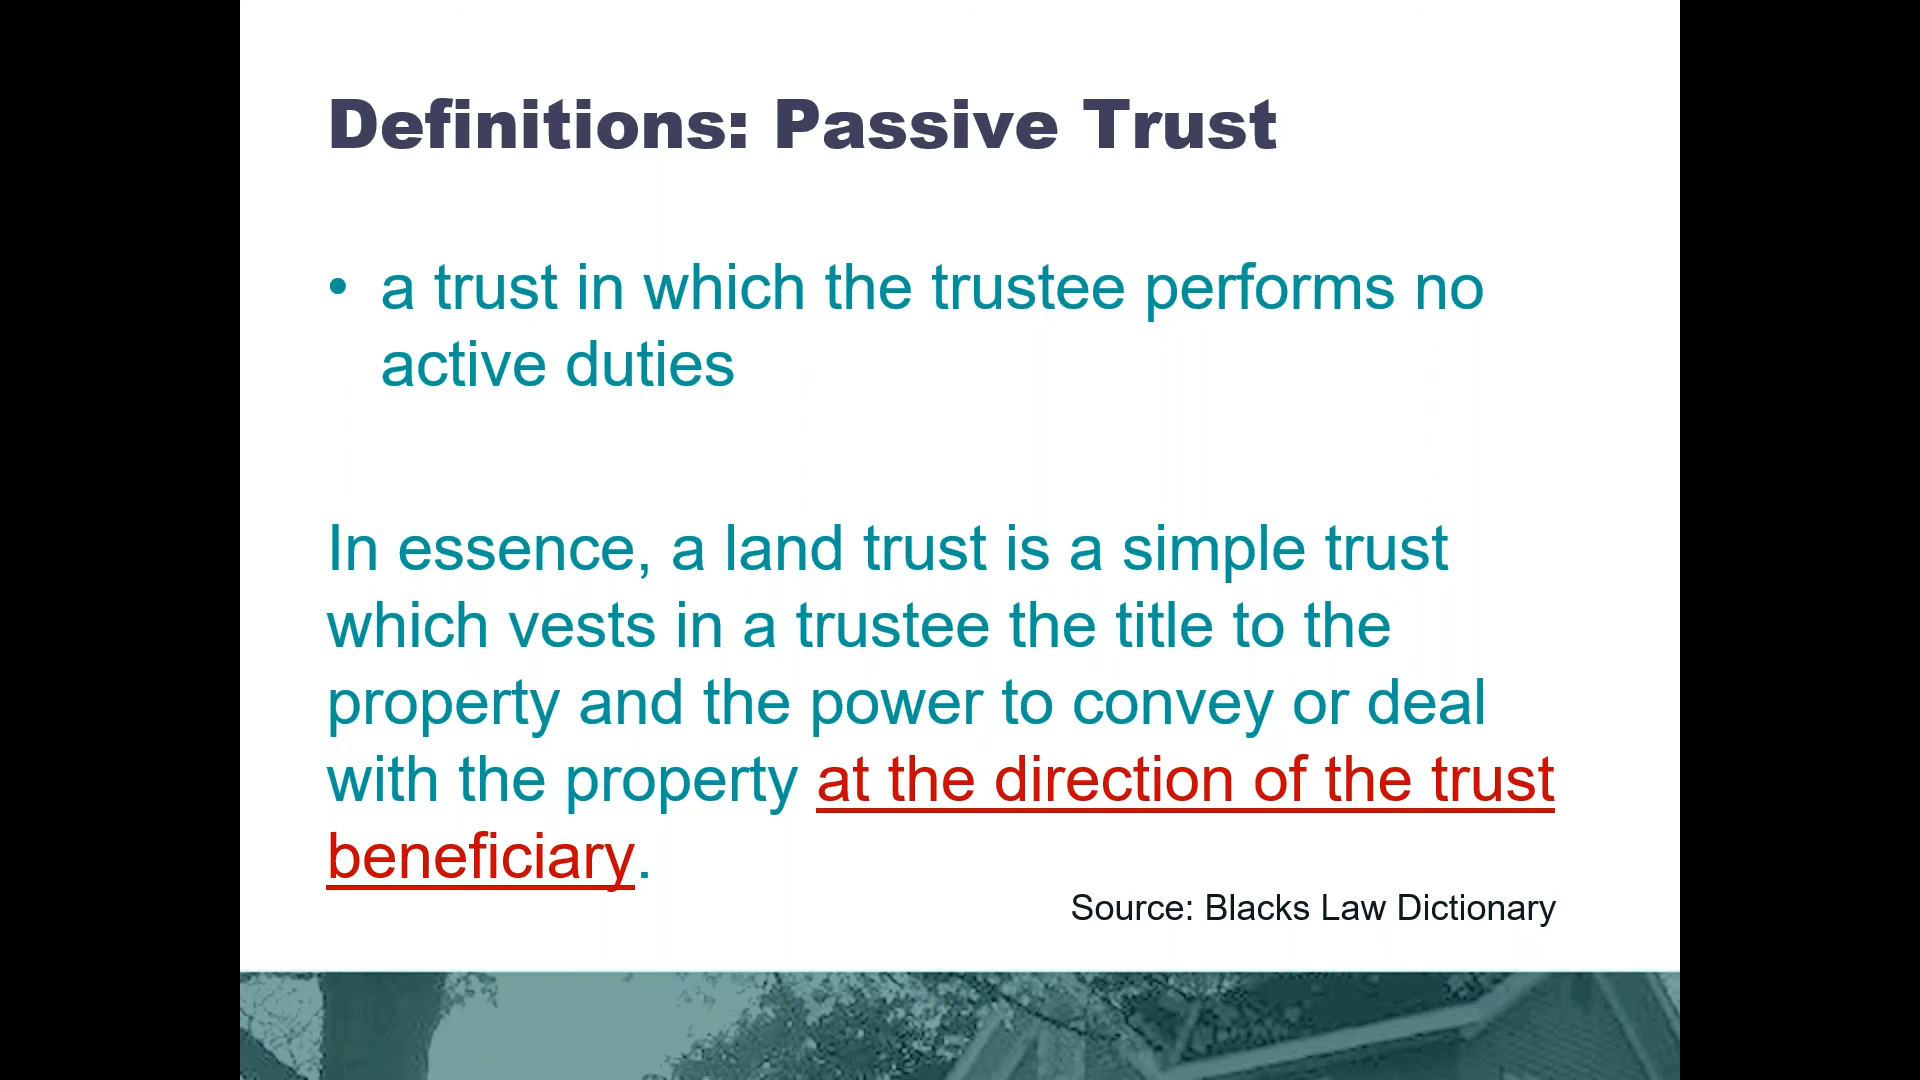 Definitions: Passive Trust
• a trust in which the trustee performs no
active duties
In essence, a land trust is a simple trust
which vests in a trustee the title to the
property and the power to convey or deal
with the property at the direction of the trust
beneficiary.
Source: Blacks Law Dictionary